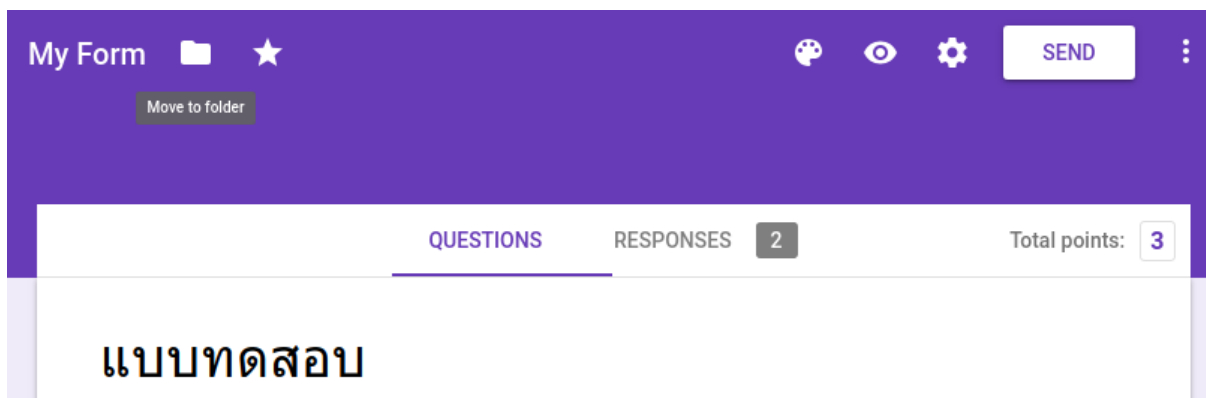 My Form SEND
Move to folder
QUESTIONS RESPONSES 2 Total points: 3
แบบทดสอบ